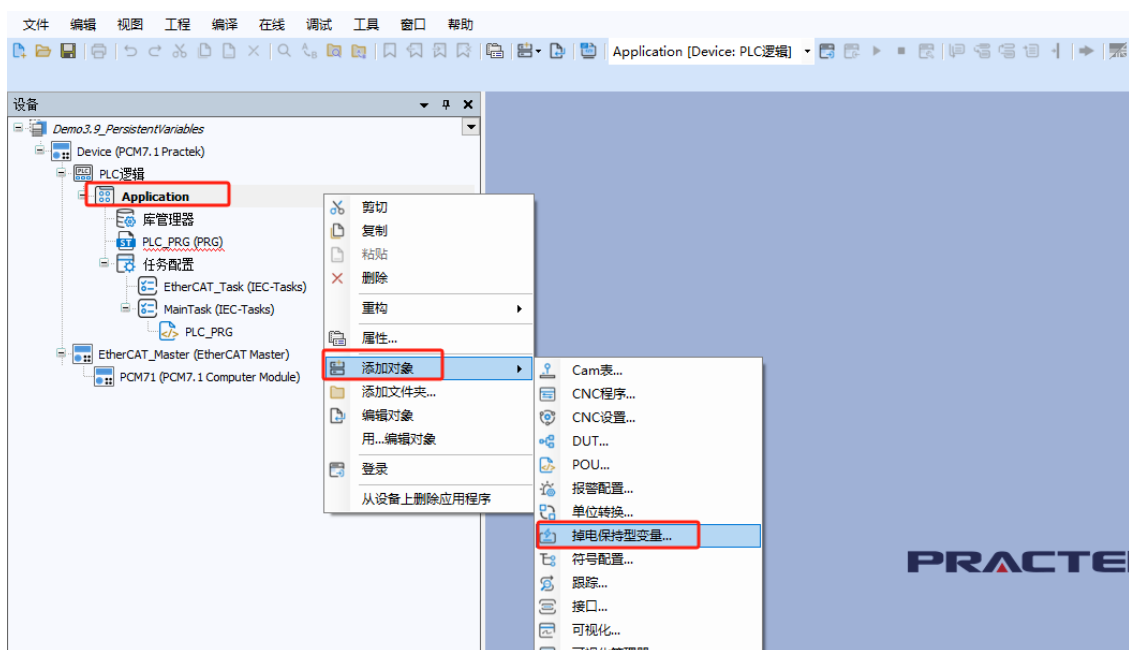 文件 编辑 视图 工程 编译 在线 调试 工具 窗口 帮助
Application [Device: PLC逻辑]
设备
Demo3.9_PersistentVariables
Device (PCM7.1 Practek)
PLC逻辑
Application
库管理器
PLC_PRG (PRG)
任务配置
EtherCAT_Task (IEC-Tasks)
MainTask (IEC-Tasks)
PLC_PRG
EtherCAT_Master (EtherCAT Master)
PCM71 (PCM7.1 Computer Module)
剪切
复制
粘贴
删除
重构
属性...
添加对象
添加文件夹...
编辑对象
用...编辑对象
登录
从设备上删除应用程序
Cam表...
CNC程序...
CNC设置...
DUT...
POU...
报警配置...
单位转换...
掉电保持型变量...
符号配置...
跟踪...
接口...
可视化...
PRACTE